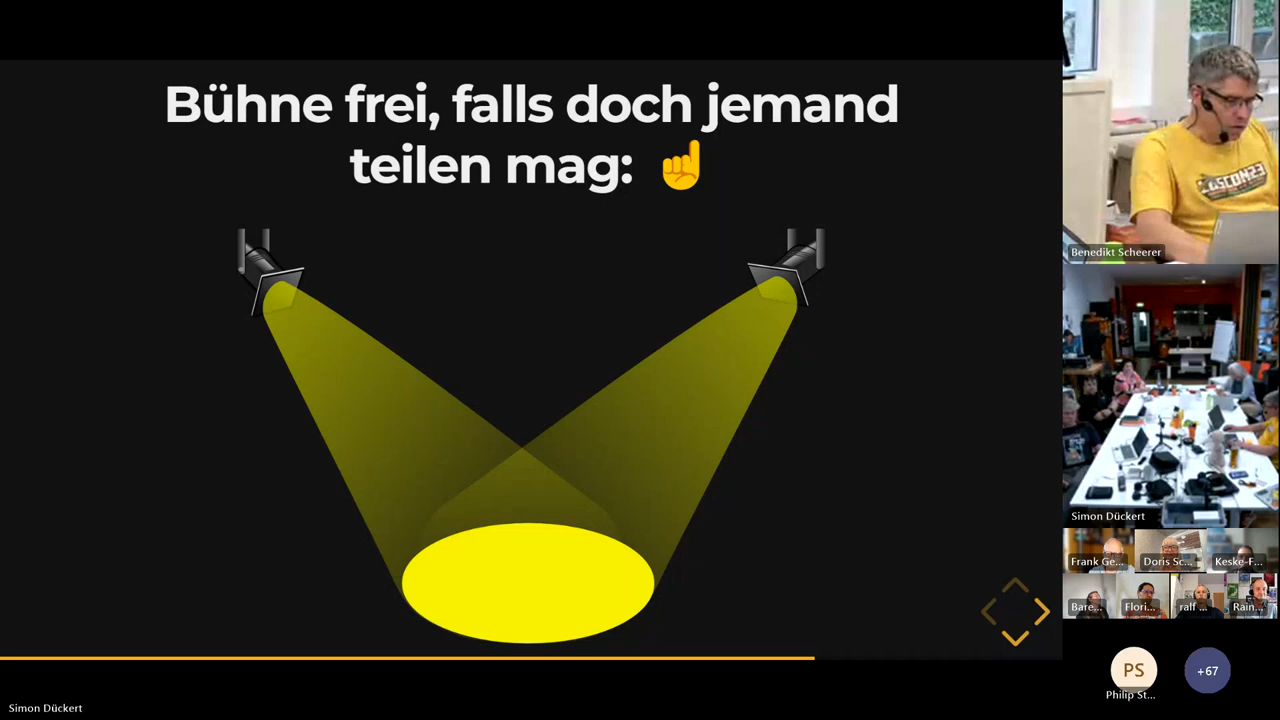 Bühne frei, falls doch jemand
teilen mag: ☝
LOSCON23
Benedikt Scheerer
Simon Dückert
Frank Ge...
Doris Sc...
Keske-F...
Bare...
Flori...
ralf ...
Rain...
PS
+67
Philip St...
Simon Dückert